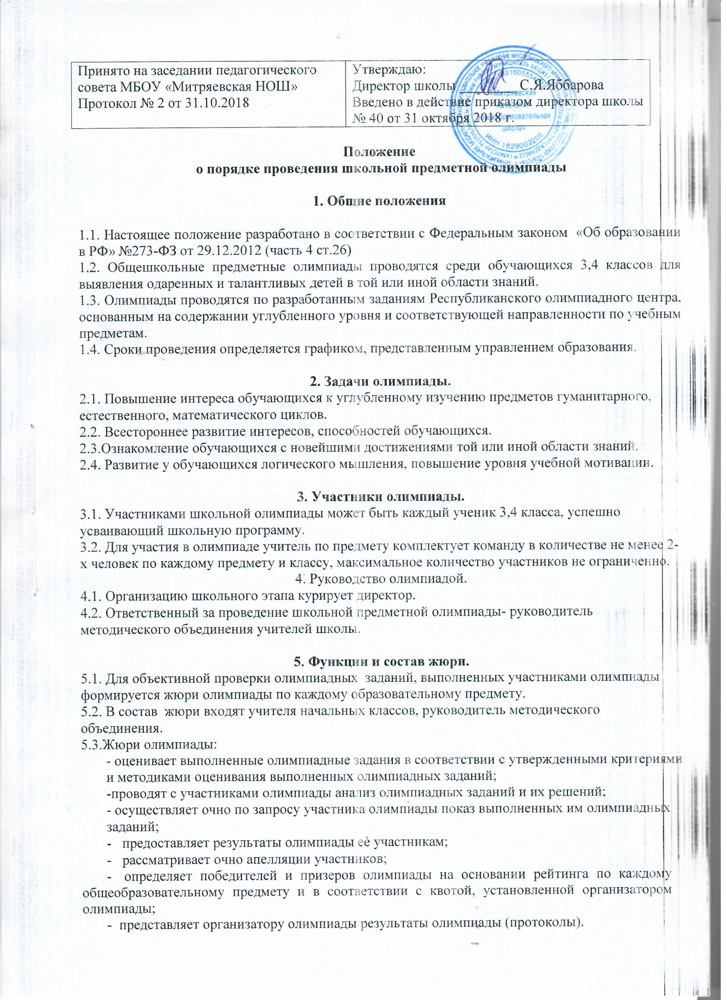 Принято на заседании педагогического
совета МБОУ «Митряевская НОШ»
Протокол № 2 от 31.10.2018
Утверждаю:
Директор школы__________ С.Я.Яббарова
Введено в действие приказом директора школы
№ 40 от 31 октября 2018 г.
«Митряевская
начальная
общеобразовательная
школа»
ИНН 1629002205
Положение
о порядке проведения школьной предметной олимпиады
1. Общие положения
1.1. Настоящее положение разработано в соответствии с Федеральным законом «Об образовании
в РФ» №273-ФЗ от 29.12.2012 (часть 4 ст.26)
1.2. Общешкольные предметные олимпиады проводятся среди обучающихся 3,4 классов для
выявления одаренных и талантливых детей в той или иной области знаний.
1.3. Олимпиады проводятся по разработанным заданиям Республиканского олимпиадного центра,
основанным на содержании углубленного уровня и соответствующей направленности по учебным
предметам.
1.4. Сроки проведения определяется графиком, представленным управлением образования.
2. Задачи олимпиады.
2.1. Повышение интереса обучающихся к углубленному изучению предметов гуманитарного,
естественного, математического циклов.
2.2. Всестороннее развитие интересов, способностей обучающихся.
2.3.Ознакомление обучающихся с новейшими достижениями той или иной области знаний.
2.4. Развитие у обучающихся логического мышления, повышение уровня учебной мотивации.
3. Участники олимпиады.
3.1. Участниками школьной олимпиады может быть каждый ученик 3,4 класса, успешно
усваивающий школьную программу.
3.2. Для участия в олимпиаде учитель по предмету комплектует команду в количестве не менее 2-
х человек по каждому предмету и классу, максимальное количество участников не ограниченно.
4. Руководство олимпиадой.
4.1. Организацию школьного этапа курирует директор.
4.2. Ответственный за проведение школьной предметной олимпиады- руководитель
методического объединения учителей школы.
5. Функции и состав жюри.
5.1. Для объективной проверки олимпиадных заданий, выполненных участниками олимпиады
формируется жюри олимпиады по каждому образовательному предмету.
5.2. В состав жюри входят учителя начальных классов, руководитель методического
объединения.
5.3.Жюри олимпиады:
- оценивает выполненные олимпиадные задания в соответствии с утвержденными критериями
и методиками оценивания выполненных олимпиадных заданий;
-проводят с участниками олимпиады анализ олимпиадных заданий и их решений;
- осуществляет очно по запросу участника олимпиады показ выполненных им олимпиадных
заданий;
- предоставляет результаты олимпиады еѐ участникам;
- рассматривает очно апелляции участников;
- определяет победителей и призеров олимпиады на основании рейтинга по каждому
общеобразовательному предмету и в соответствии с квотой, установленной организатором
олимпиады;
- представляет организатору олимпиады результаты олимпиады (протоколы).